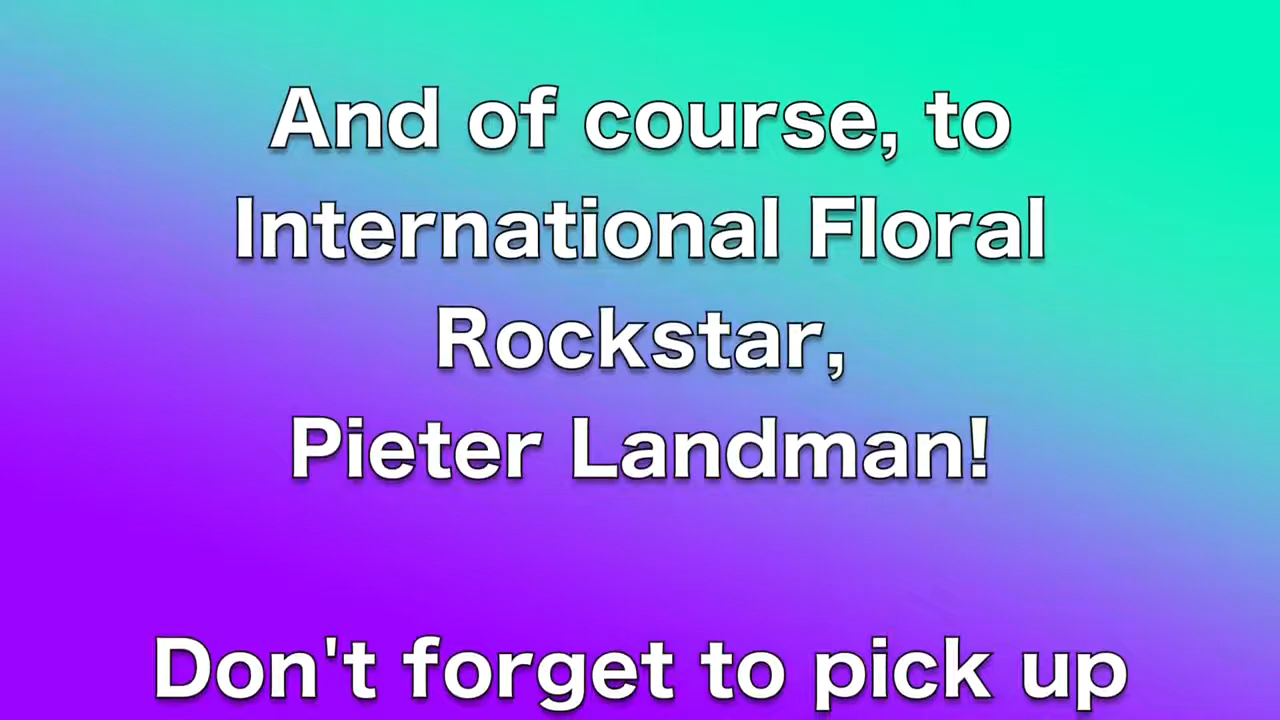 And of course, to
International Floral
Rockstar,
Pieter Landman!
Don't forget to pick up